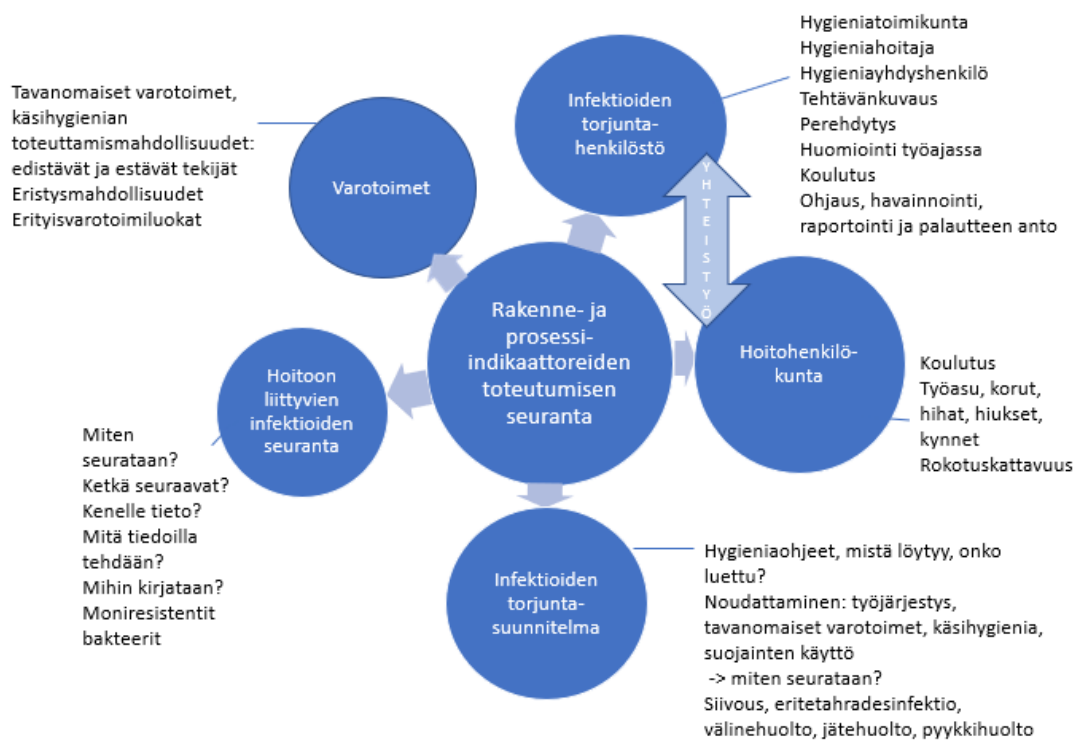 Hygieniatoimikunta
Hygieniahoitaja
Hygieniayhdyshenkilö
Tehtävänkuvaus
Perehdytys
Huomiointi työajassa
Koulutus
Ohjaus, havainnointi,
raportointi ja palautteen anto
Infektioiden
torjunta-
henkilöstö
Tavanomaiset varotoimet,
käsihygienian
toteuttamismahdollisuudet:
edistävät ja estävät tekijät
Eristysmahdollisuudet
Erityisvarotoimiluokat
Varotoimet
YHTEISTYÖ
Rakenne- ja
prosessi-
indikaattoreiden
toteutumisen
seuranta
Hoitohenkilö-
kunta
Koulutus
Työasu, korut,
hihat, hiukset,
kynnet
Rokotuskattavuus
Hoitoon
liittyvien
infektioiden
seuranta
Miten
seurataan?
Ketkä seuraavat?
Kenelle tieto?
Mitä tiedoilla
tehdään?
Mihin kirjataan?
Moniresistentit
bakteerit
Infektioiden
torjunta-
suunnitelma
Hygieniaohjeet, mistä löytyy, onko
luettu?
Noudattaminen: työjärjestys,
tavanomaiset varotoimet, käsihygienia,
suojainten käyttö
-> miten seurataan?
Siivous, eritetahradesinfektio,
välinehuolto, jätehuolto, pyykkihuolto